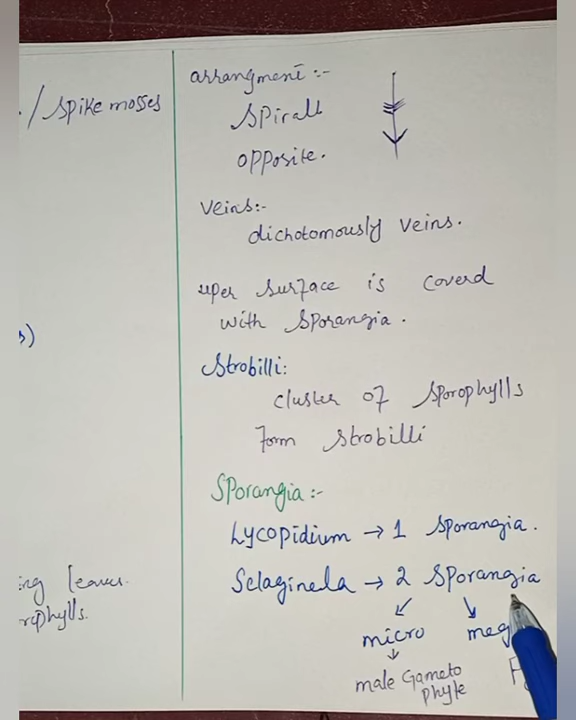 / Spike mosses
ing leaves.
rophylls.
arrangment :-
Spirall
opposite.
Veins:-
dichotomously Veins.
uper surface is coverd
with Sporangia.
Strobilli:
cluster of Sporophylls
form Strobilli
Sporangia :-
Lycopidium → 1 Sporangia.
Selaginela → 2 Sporangia
micro meg
male Gameto
phyte